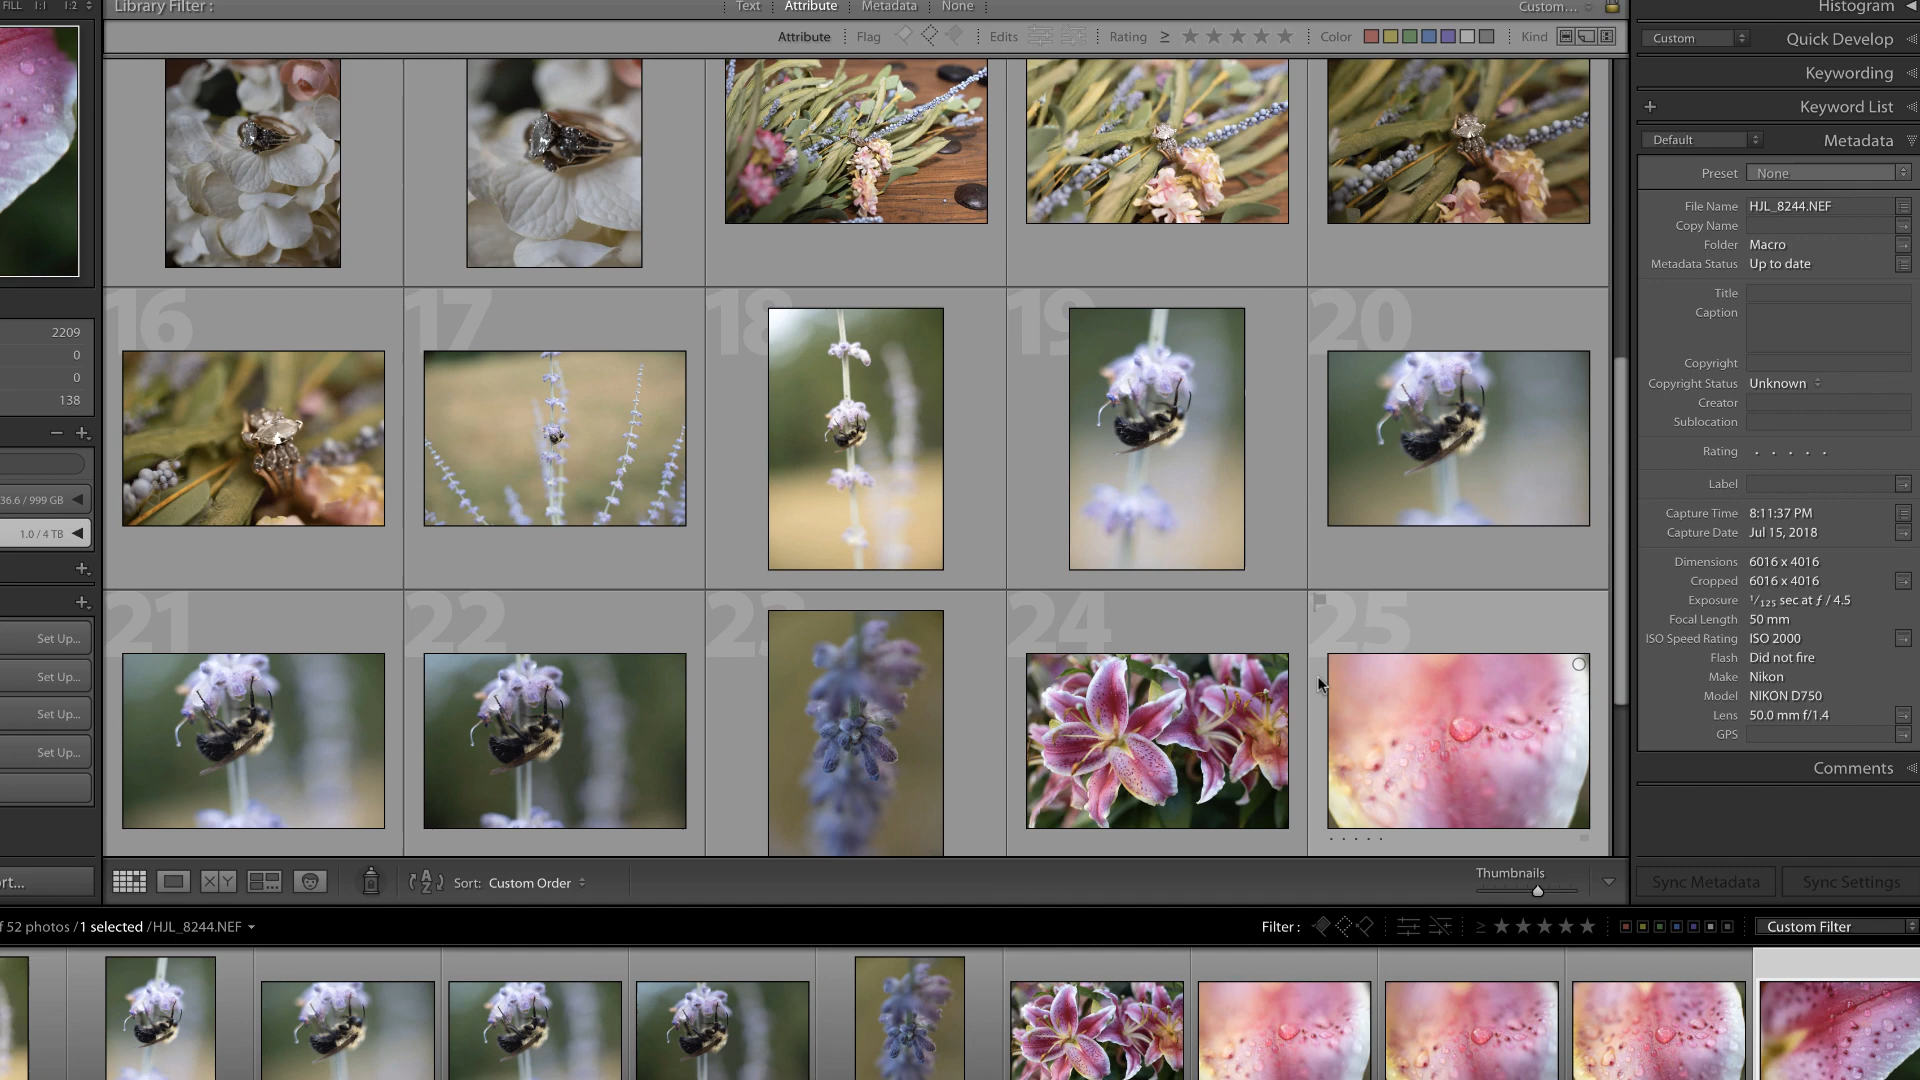 FILL 1:1 1:2
Library Filter :
Text Attribute Metadata None
Custom...
Histogram
Attribute Flag Edits Rating ≥ ★ ★ ★ ★ ★ Color Kind
Custom
Quick Develop
Keywording
Keyword List
Default
Metadata
Preset None
File Name HJL_8244.NEF
Copy Name
Folder Macro
Metadata Status Up to date
Title
Caption
Copyright
Copyright Status Unknown
Creator
Sublocation
Rating . . . . .
Label
Capture Time 8:11:37 PM
Capture Date Jul 15, 2018
Dimensions 6016 x 4016
Cropped 6016 x 4016
Exposure 1/125 sec at ƒ / 4.5
Focal Length 50 mm
ISO Speed Rating ISO 2000
Flash Did not fire
Make Nikon
Model NIKON D750
Lens 50.0 mm f/1.4
GPS
Comments
Sync Metadata Sync Settings
2209
0
0
138
36.6 / 999 GB
1.0 / 4 TB
Set Up...
Set Up...
Set Up...
Set Up...
rt...
16 17 18 19 20
21 22 23 24 25
X Y
A Z
Sort: Custom Order
Thumbnails
f 52 photos / 1 selected / HJL_8244.NEF
Filter : ≥ ★ ★ ★ ★ ★ Custom Filter